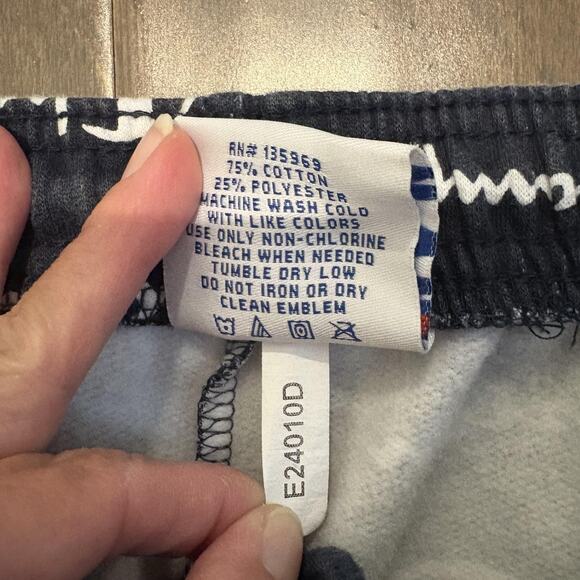 RN# 135969
75% COTTON
25% POLYESTER
MACHINE WASH COLD
WITH LIKE COLORS
USE ONLY NON-CHLORINE
BLEACH WHEN NEEDED
TUMBLE DRY LOW
DO NOT IRON OR DRY
CLEAN EMBLEM
E24010D